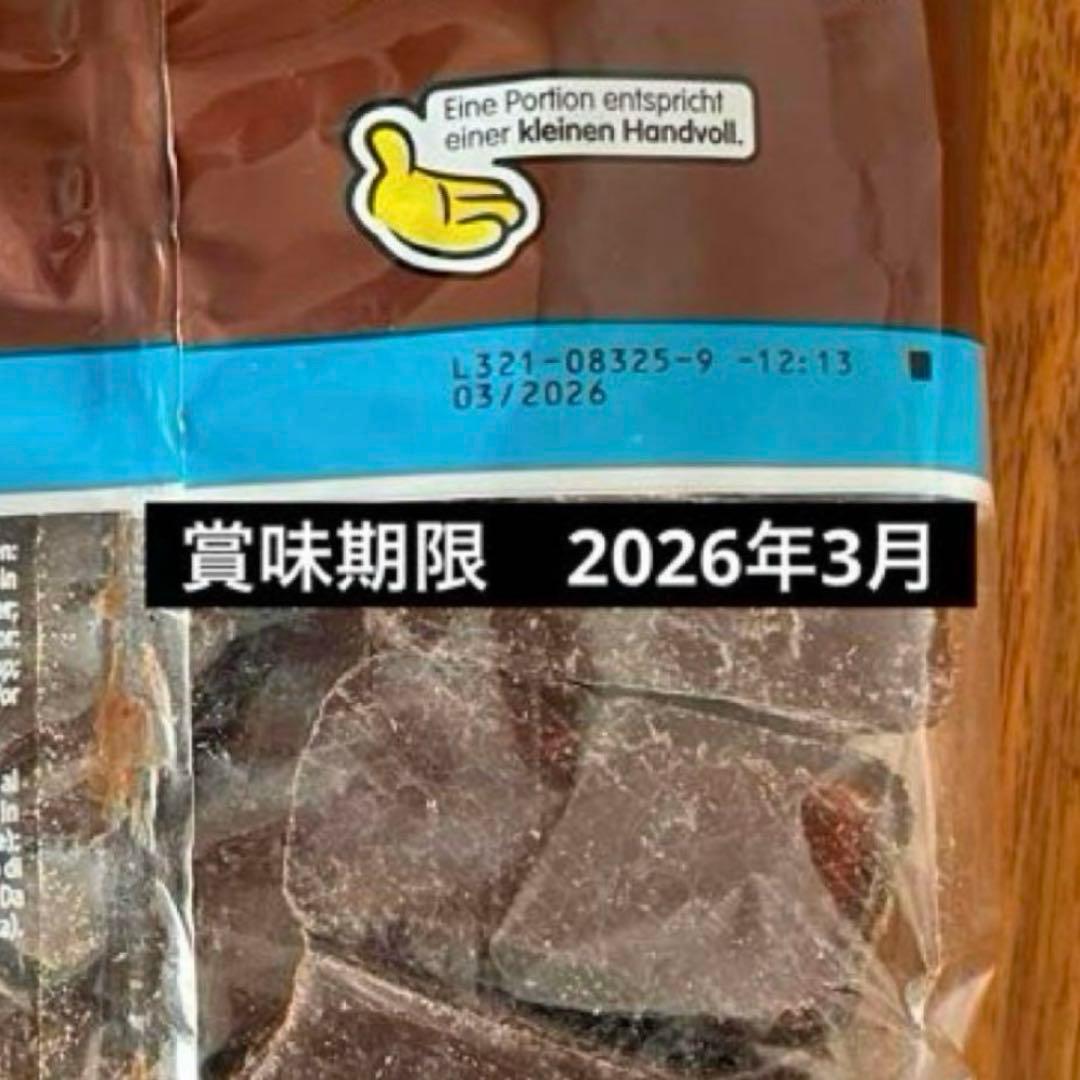 Eine Portion entspricht
einer kleinen Handvoll.
L321-08325-9 -12:13
03/2026
賞味期限 2026年3月